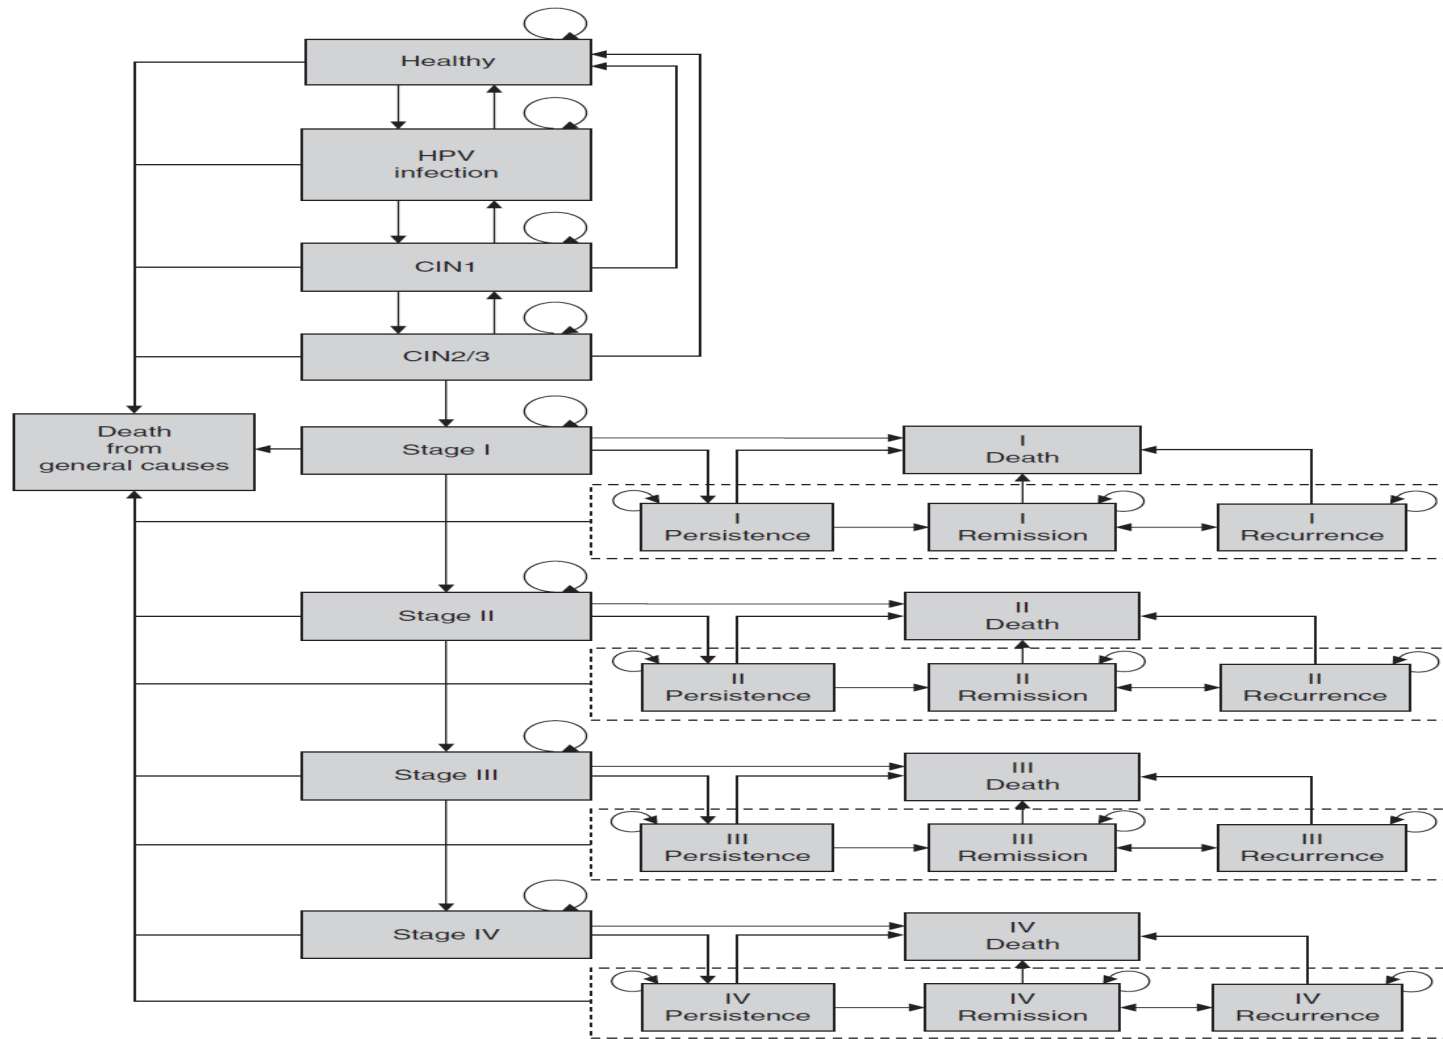 Healthy
HPV
infection
CIN1
CIN2/3
Death
from
general causes
Stage I
I
Death
I
Persistence
I
Remission
I
Recurrence
Stage II
II
Death
II
Persistence
II
Remission
II
Recurrence
Stage III
III
Death
III
Persistence
III
Remission
III
Recurrence
Stage IV
IV
Death
IV
Persistence
IV
Remission
IV
Recurrence